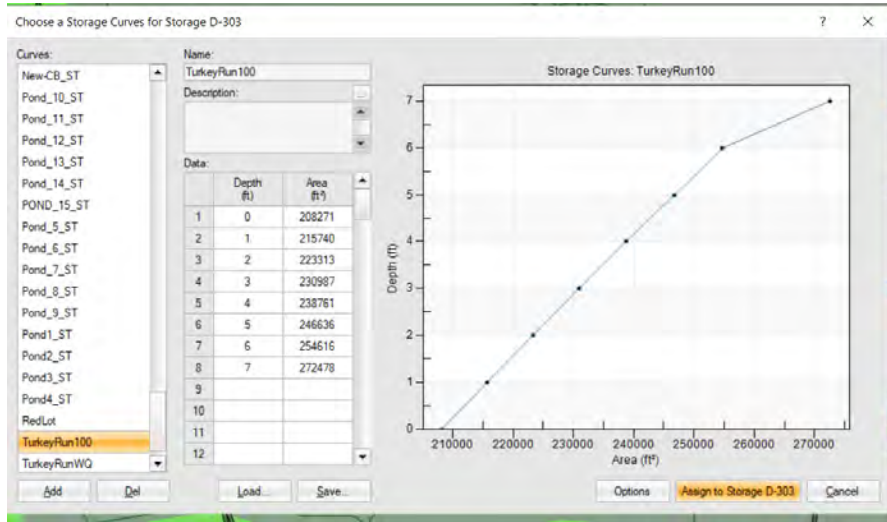 Choose a Storage Curves for Storage D-303 ? ×
Curves:
New-CB_ST
Pond_10_ST
Pond_11_ST
Pond_12_ST
Pond_13_ST
Pond_14_ST
POND_15_ST
Pond_5_ST
Pond_6_ST
Pond_7_ST
Pond_8_ST
Pond_9_ST
Pond1_ST
Pond2_ST
Pond3_ST
Pond4_ST
RedLot
TurkeyRun100
TurkeyRunWQ
Add Del
Name:
TurkeyRun100
Description:
...
Data:
Depth (ft) Area (ft²)
1 0 208271
2 1 215740
3 2 223313
4 3 230987
5 4 238761
6 5 246636
7 6 254616
8 7 272478
9
10
11
12
Load... Save...
Storage Curves: TurkeyRun100
Depth (ft)
7
6
5
4
3
2
1
0
210000 220000 230000 240000 250000 260000 270000
Area (ft²)
Options Assign to Storage D-303 Cancel